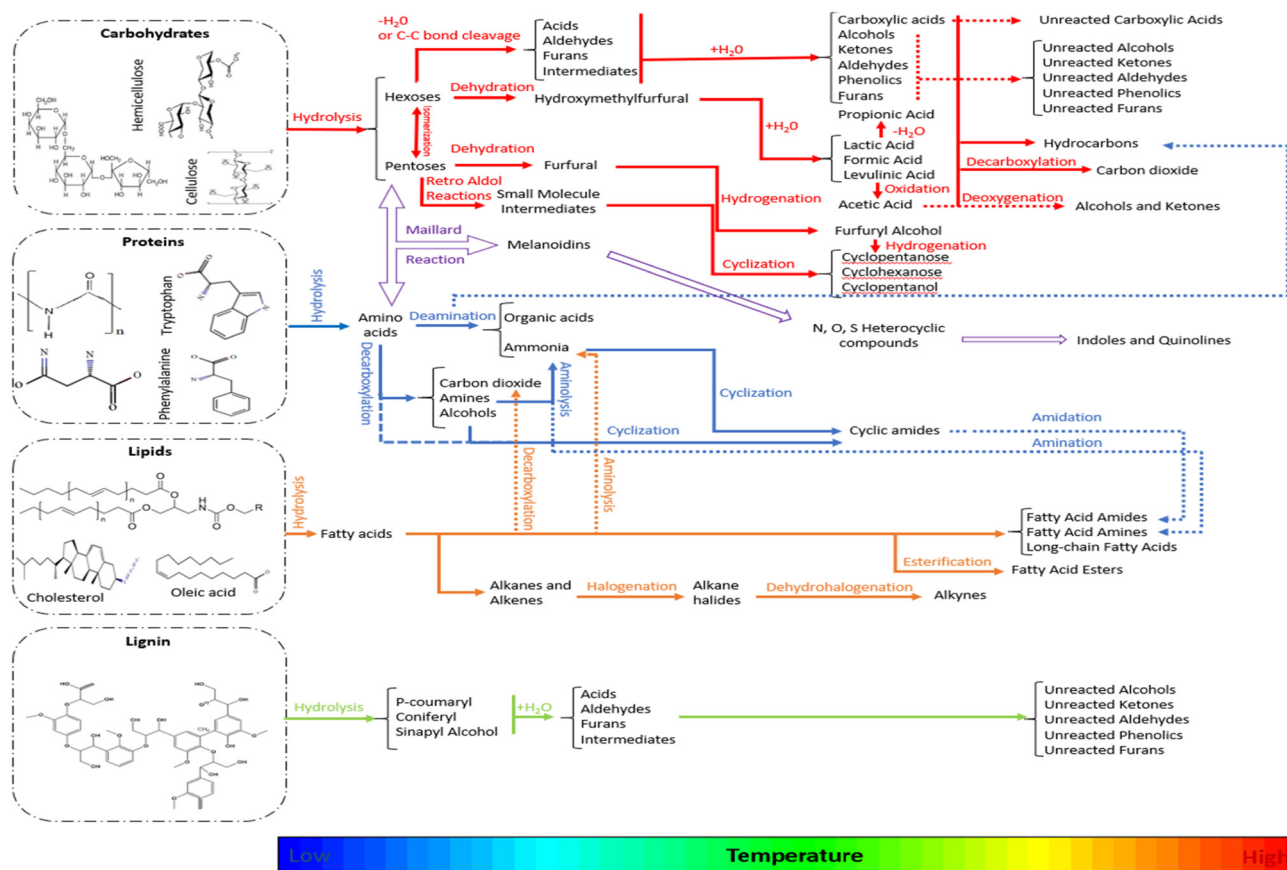 Carbohydrates
Hemicellulose
Cellulose
Hydrolysis
-H₂0
or C-C bond cleavage
Acids
Aldehydes
Furans
Intermediates
+H₂0
Carboxylic acids
Alcohols
Ketones
Aldehydes
Phenolics
Furans
Unreacted Carboxylic Acids
Unreacted Alcohols
Unreacted Ketones
Unreacted Aldehydes
Unreacted Phenolics
Unreacted Furans
Hexoses
Isomerization
Pentoses
Dehydration
Hydroxymethylfurfural
+H₂0
Propionic Acid
-H₂O
Lactic Acid
Formic Acid
Levulinic Acid
Oxidation
Acetic Acid
Hydrocarbons
Decarboxylation
Carbon dioxide
Deoxygenation
Alcohols and Ketones
Dehydration
Furfural
Retro Aldol
Reactions
Small Molecule
Intermediates
Hydrogenation
Furfuryl Alcohol
Hydrogenation
Cyclization
Cyclopentanose
Cyclohexanose
Cyclopentanol
Maillard
Reaction
Melanoidins
N, O, S Heterocyclic
compounds
Indoles and Quinolines
Proteins
Tryptophan
Phenylalanine
Hydrolysis
Amino
acids
Deamination
Organic acids
Ammonia
Decarboxylation
Carbon dioxide
Amines
Alcohols
Aminolysis
Cyclization
Cyclization
Cyclic amides
Amidation
Amination
Decarboxylation
Aminolysis
Lipids
Cholesterol
Oleic acid
Hydrolysis
Fatty acids
Fatty Acid Amides
Fatty Acid Amines
Long-chain Fatty Acids
Esterification
Fatty Acid Esters
Alkanes and
Alkenes
Halogenation
Alkane
halides
Dehydrohalogenation
Alkynes
Lignin
Hydrolysis
P-coumaryl
Coniferyl
Sinapyl Alcohol
+H₂O
Acids
Aldehydes
Furans
Intermediates
Unreacted Alcohols
Unreacted Ketones
Unreacted Aldehydes
Unreacted Phenolics
Unreacted Furans
Low
Temperature
High